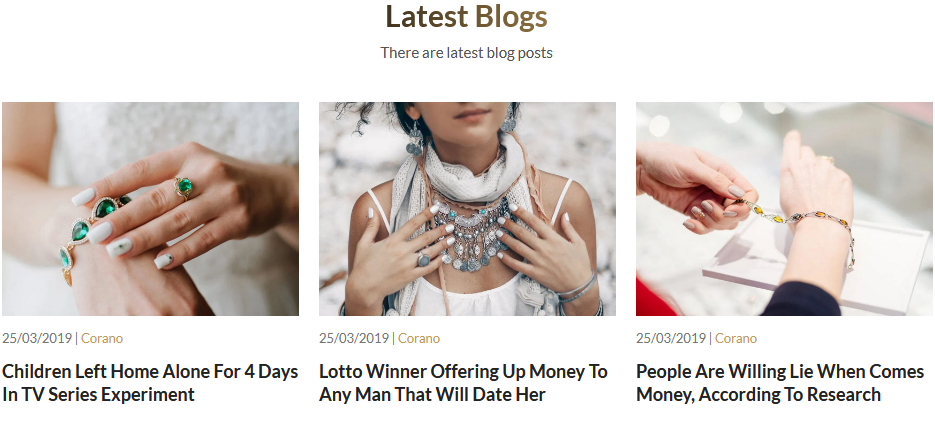 Latest Blogs
There are latest blog posts
25/03/2019 | Corano
Children Left Home Alone For 4 Days
In TV Series Experiment
25/03/2019 | Corano
Lotto Winner Offering Up Money To
Any Man That Will Date Her
25/03/2019 | Corano
People Are Willing Lie When Comes
Money, According To Research